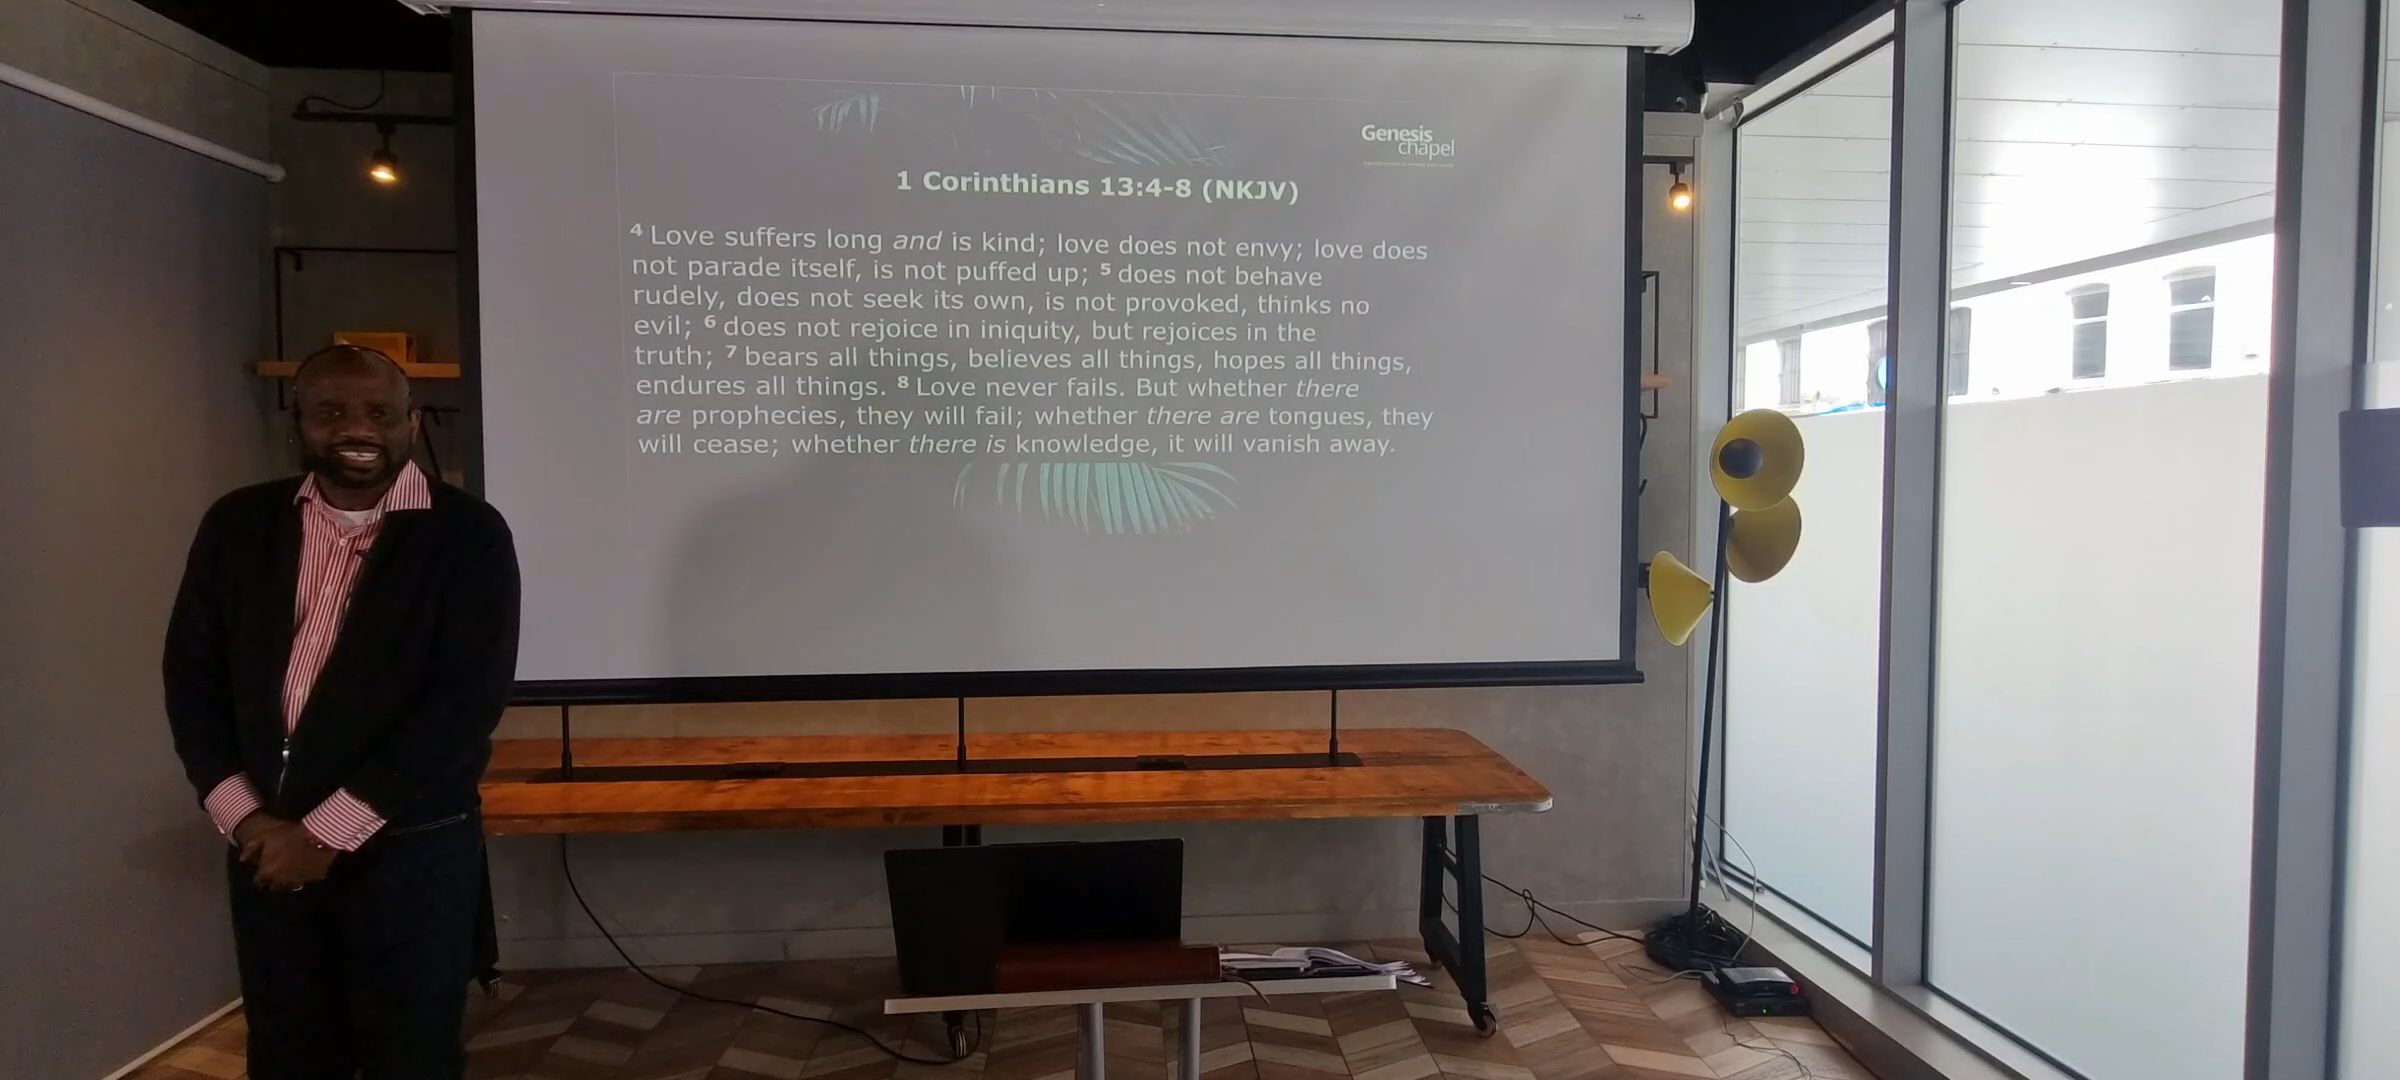 Genesis
chapel
1 Corinthians 13:4-8 (NKJV)
4 Love suffers long and is kind; love does not envy; love does
not parade itself, is not puffed up; 5 does not behave
rudely, does not seek its own, is not provoked, thinks no
evil; 6 does not rejoice in iniquity, but rejoices in the
truth; 7 bears all things, believes all things, hopes all things,
endures all things. 8 Love never fails. But whether there
are prophecies, they will fail; whether there are tongues, they
will cease; whether there is knowledge, it will vanish away.